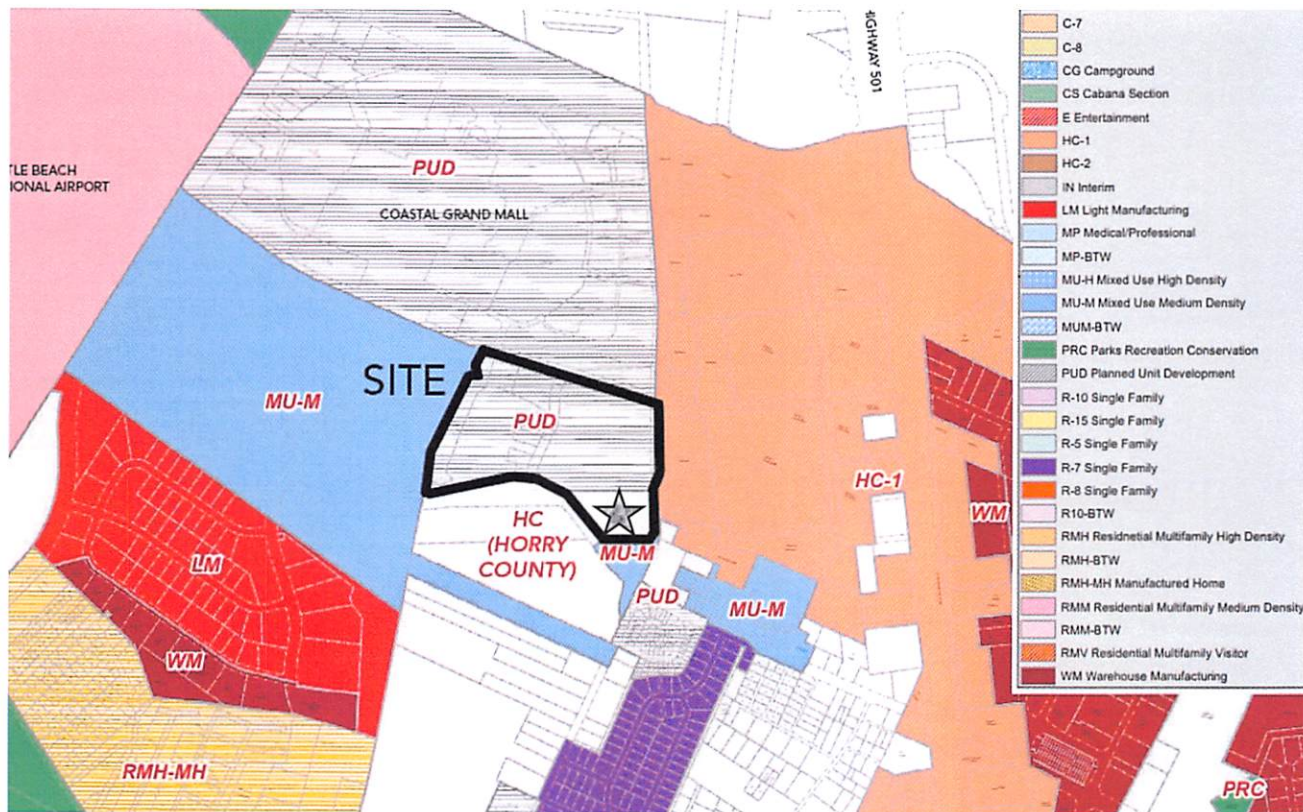 HIGHWAY 501
TLE BEACH
IONAL AIRPORT
PUD
COASTAL GRAND MALL
SITE
MU-M
PUD
HC
(HORRY
COUNTY)
MU-M
HC-1
WM
LM
PUD
MU-M
WM
RMH-MH
PRC
C-7
C-8
CG Campground
CS Cabana Section
E Entertainment
HC-1
HC-2
IN Interim
LM Light Manufacturing
MP Medical/Professional
MP-BTW
MU-H Mixed Use High Density
MU-M Mixed Use Medium Density
MUM-BTW
PRC Parks Recreation Conservation
PUD Planned Unit Development
R-10 Single Family
R-15 Single Family
R-5 Single Family
R-7 Single Family
R-8 Single Family
R10-BTW
RMH Residnetial Multifamily High Density
RMH-BTW
RMH-MH Manufactured Home
RMM Residential Multifamily Medium Density
RMM-BTW
RMV Residential Multifamily Visitor
WM Warehouse Manufacturing